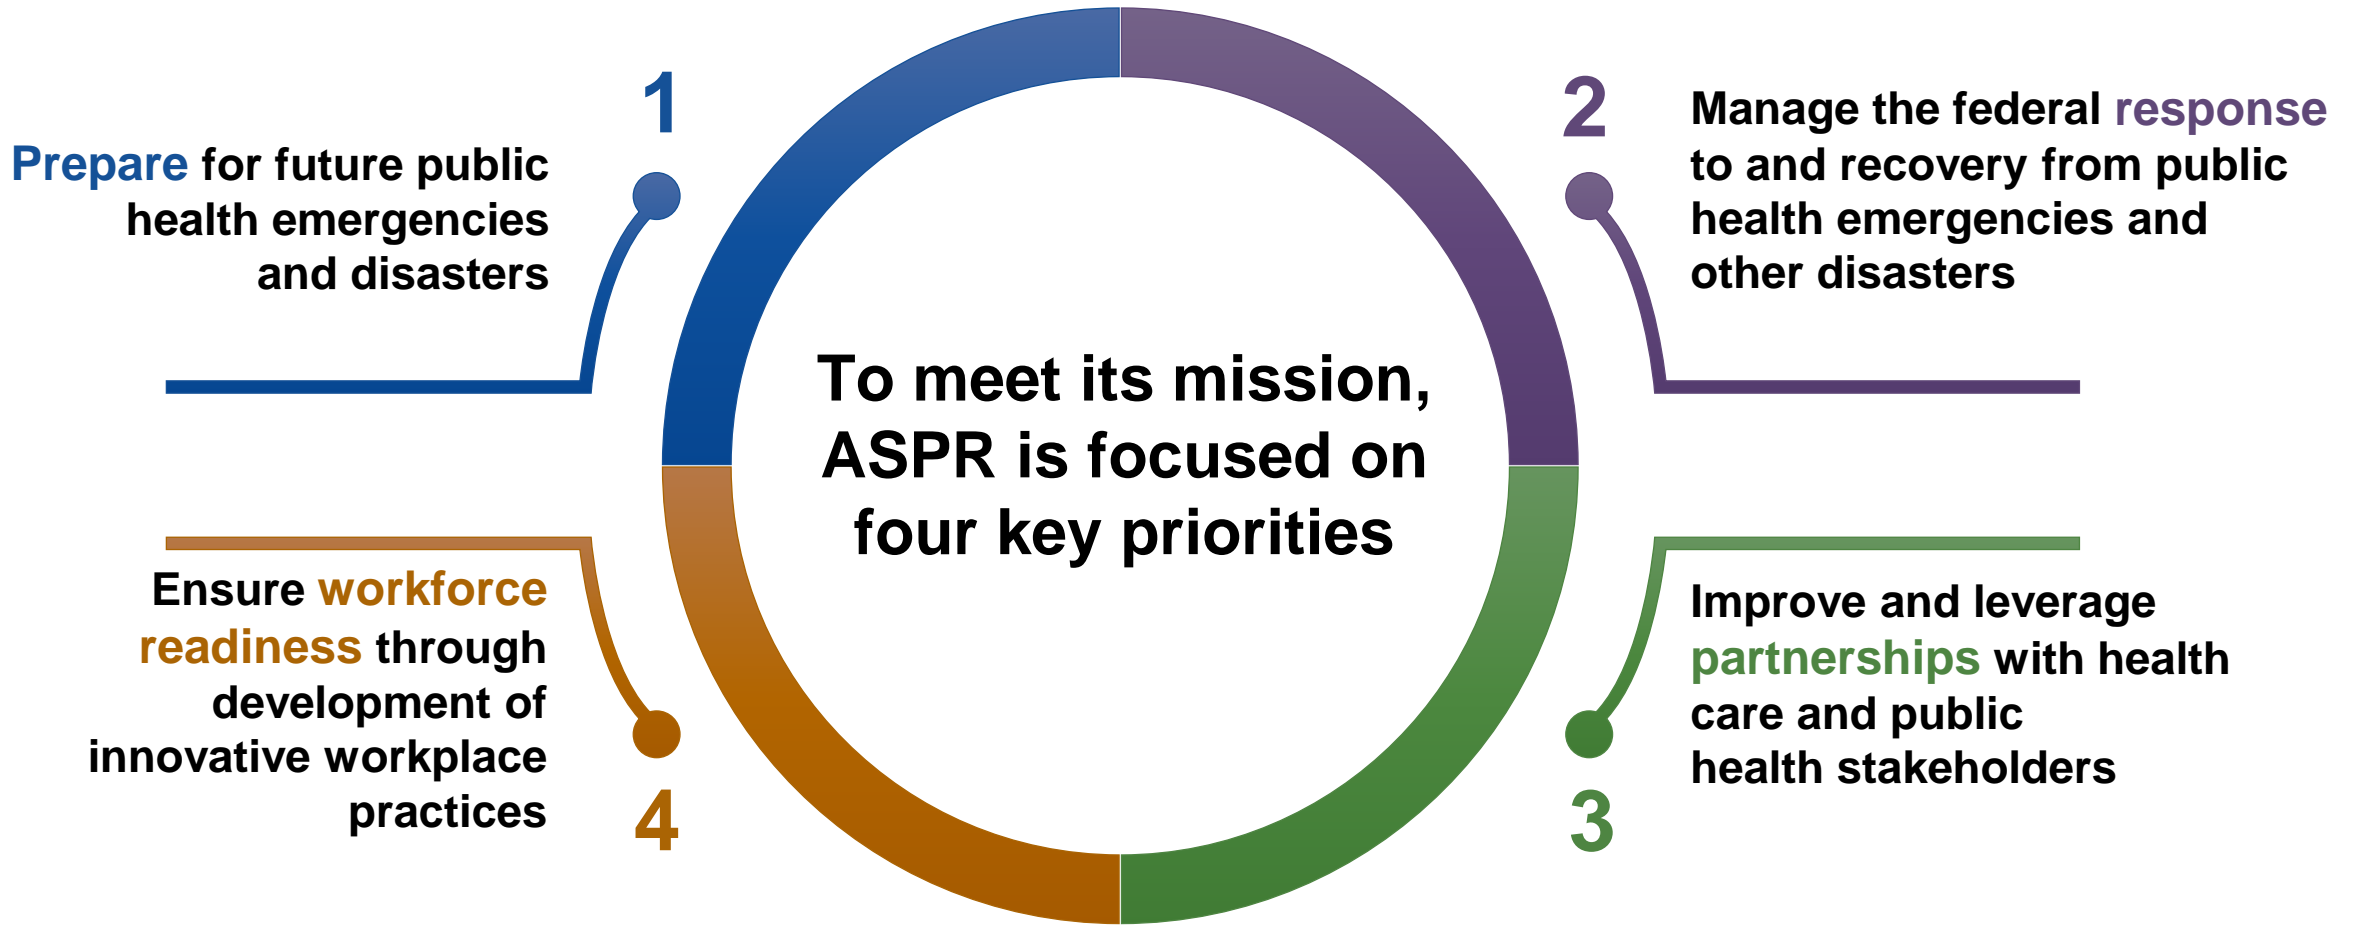 1
Prepare for future public
health emergencies
and disasters
2
Manage the federal response
to and recovery from public
health emergencies and
other disasters
To meet its mission,
ASPR is focused on
four key priorities
Ensure workforce
readiness through
development of
innovative workplace
practices
4
Improve and leverage
partnerships with health
care and public
health stakeholders
3